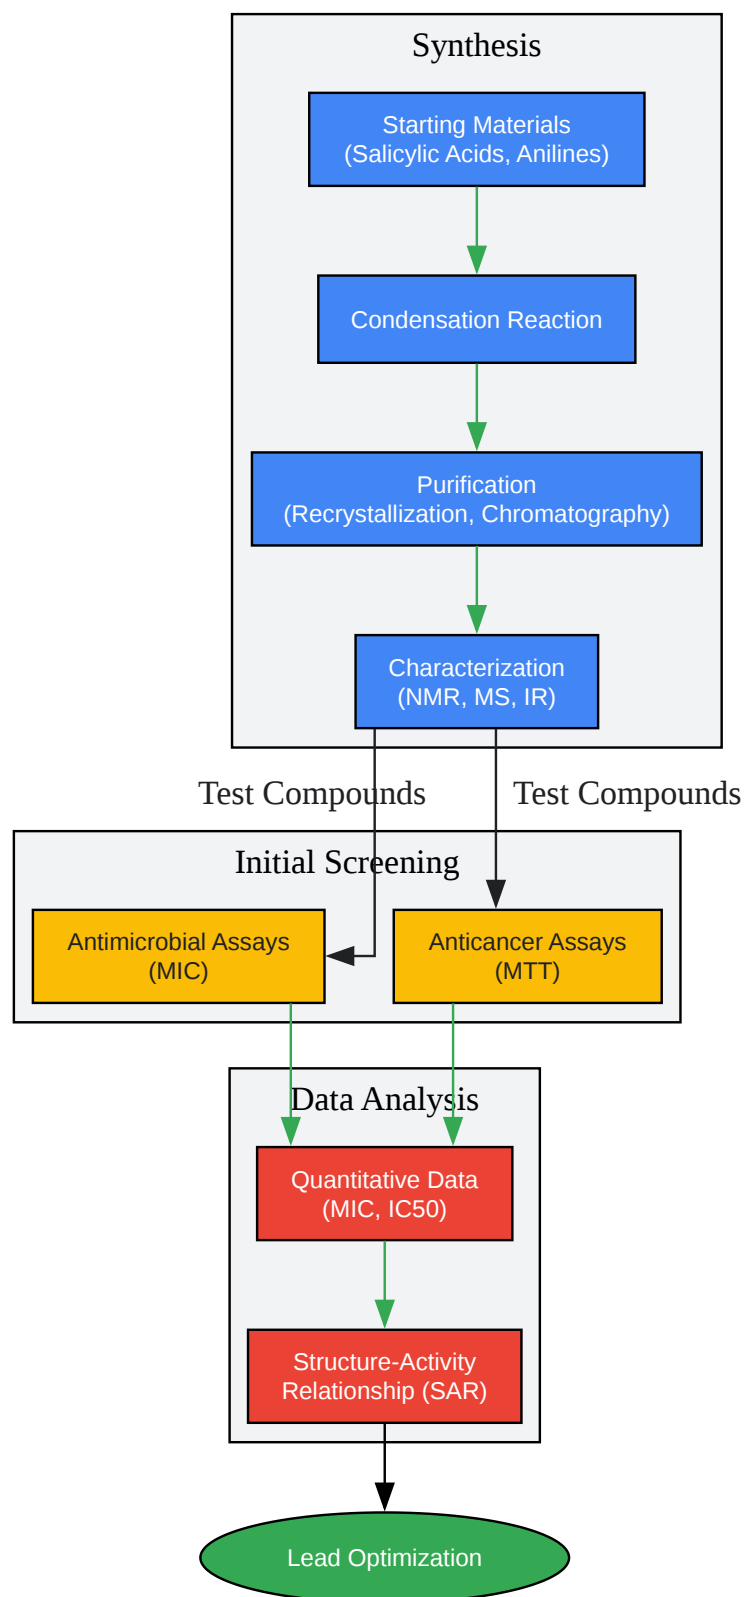 Synthesis
Starting Materials
(Salicylic Acids, Anilines)
Condensation Reaction
Purification
(Recrystallization, Chromatography)
Characterization
(NMR, MS, IR)
Test Compounds
Test Compounds
Initial Screening
Antimicrobial Assays
(MIC)
Anticancer Assays
(MTT)
Data Analysis
Quantitative Data
(MIC, IC50)
Structure-Activity
Relationship (SAR)
Lead Optimization